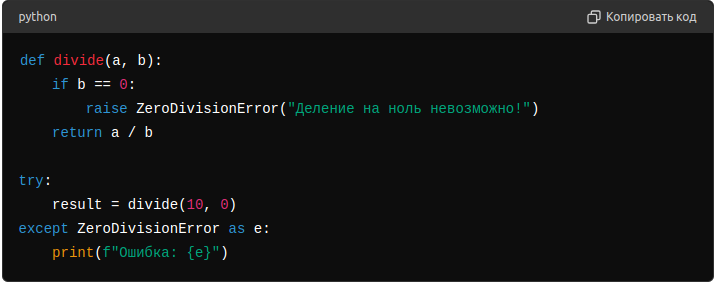 python
Копировать код
def divide(a, b):
    if b == 0:
        raise ZeroDivisionError("Деление на ноль невозможно!")
    return a / b

try:
    result = divide(10, 0)
except ZeroDivisionError as e:
    print(f"Ошибка: {e}")